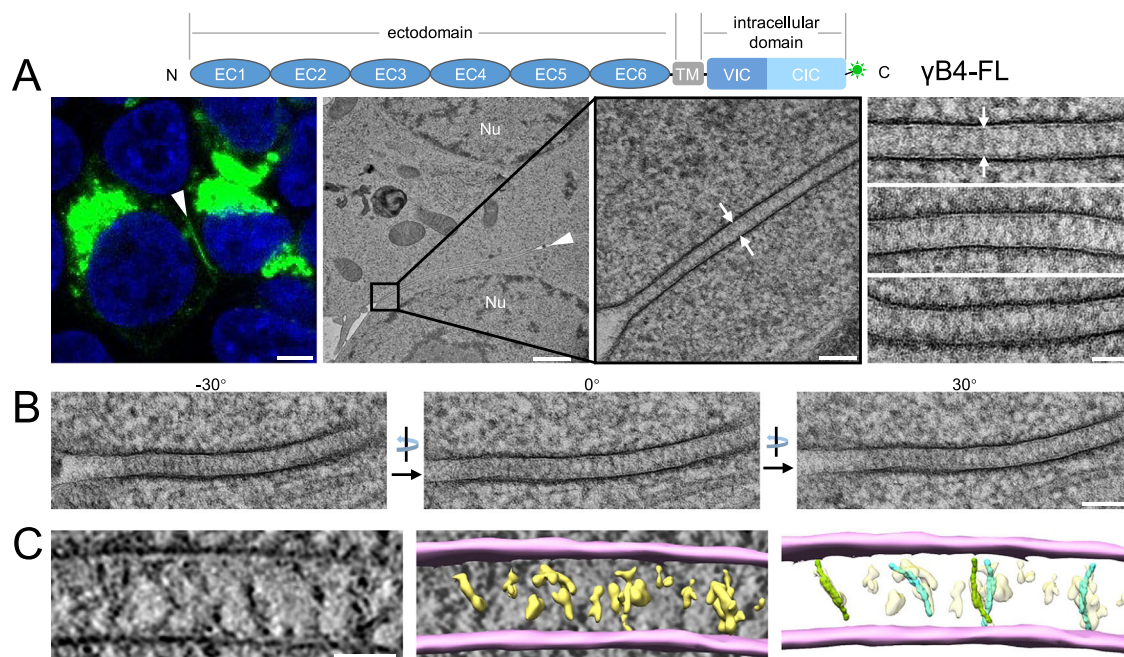 ectodomain
intracellular
domain
A
N EC1 EC2 EC3 EC4 EC5 EC6 TM VIC CIC C γB4-FL
Nu
Nu
-30° 0° 30°
B
C